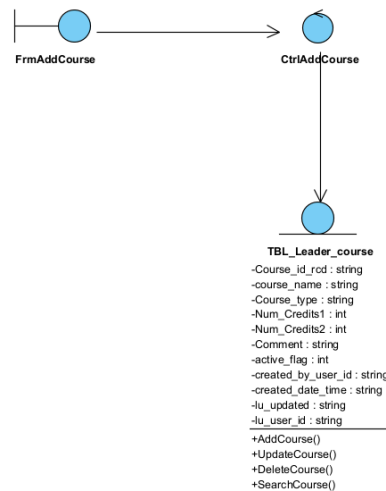 FrmAddCourse
CtrlAddCourse
TBL_Leader_course
-Course_id_rcd : string
-course_name : string
-Course_type : string
-Num_Credits1 : int
-Num_Credits2 : int
-Comment : string
-active_flag : int
-created_by_user_id : string
-created_date_time : string
-lu_updated : string
-lu_user_id : string
+AddCourse()
+UpdateCourse()
+DeleteCourse()
+SearchCourse()